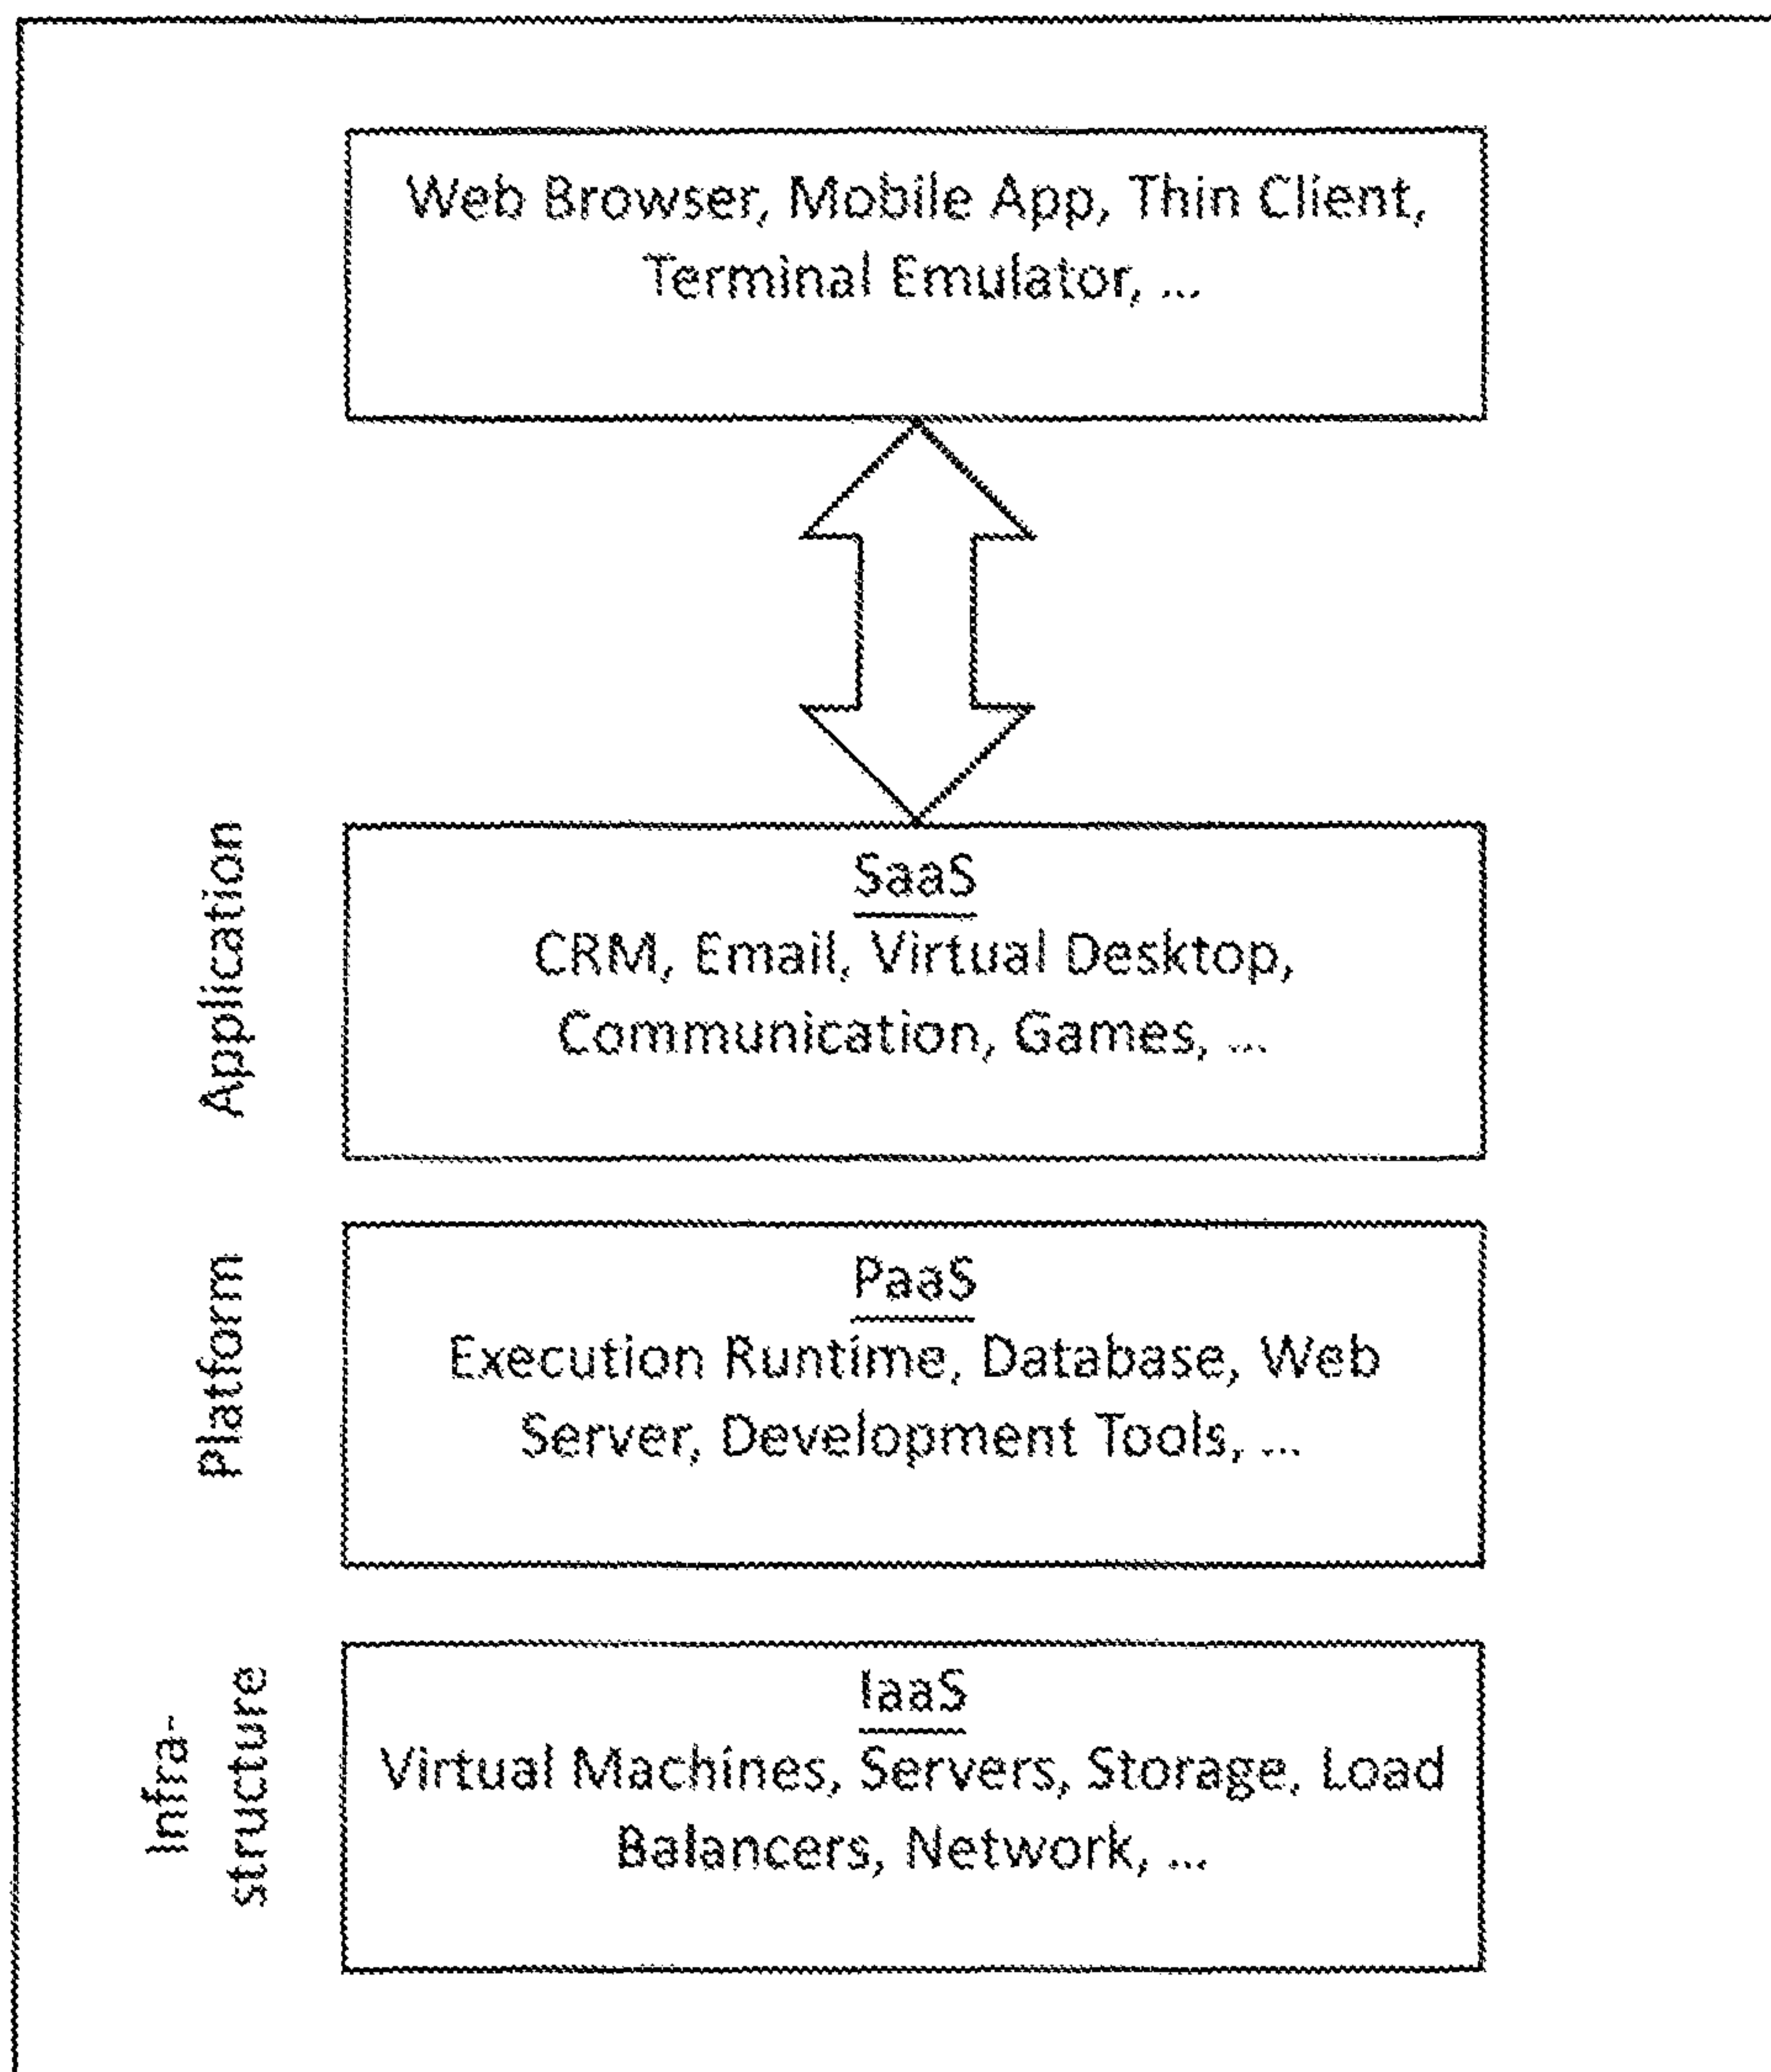 Web Browser, Mobile App, Thin Client,
Terminal Emulator, ...
Application
SaaS
CRM, Email, Virtual Desktop,
Communication, Games, ...
Platform
PaaS
Execution Runtime, Database, Web
Server, Development Tools, ...
Infra-
structure
IaaS
Virtual Machines, Servers, Storage, Load
Balancers, Network, ...